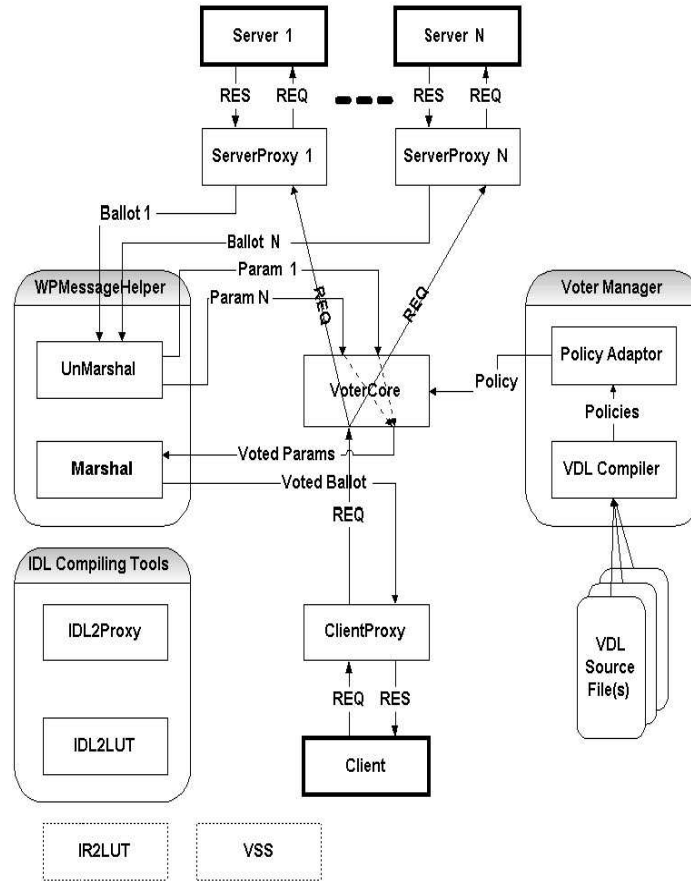 Server 1
Server N
RES
REQ
RES
REQ
ServerProxy 1
ServerProxy N
Ballot 1
Ballot N
WPMessageHelper
Param 1
Param N
REQ
REQ
Voter Manager
UnMarshal
VoterCore
Policy Adaptor
Policy
Policies
Marshal
Voted Params
VDL Compiler
Voted Ballot
REQ
IDL Compiling Tools
IDL2Proxy
ClientProxy
VDL
Source
File(s)
REQ
RES
IDL2LUT
Client
IR2LUT
VSS